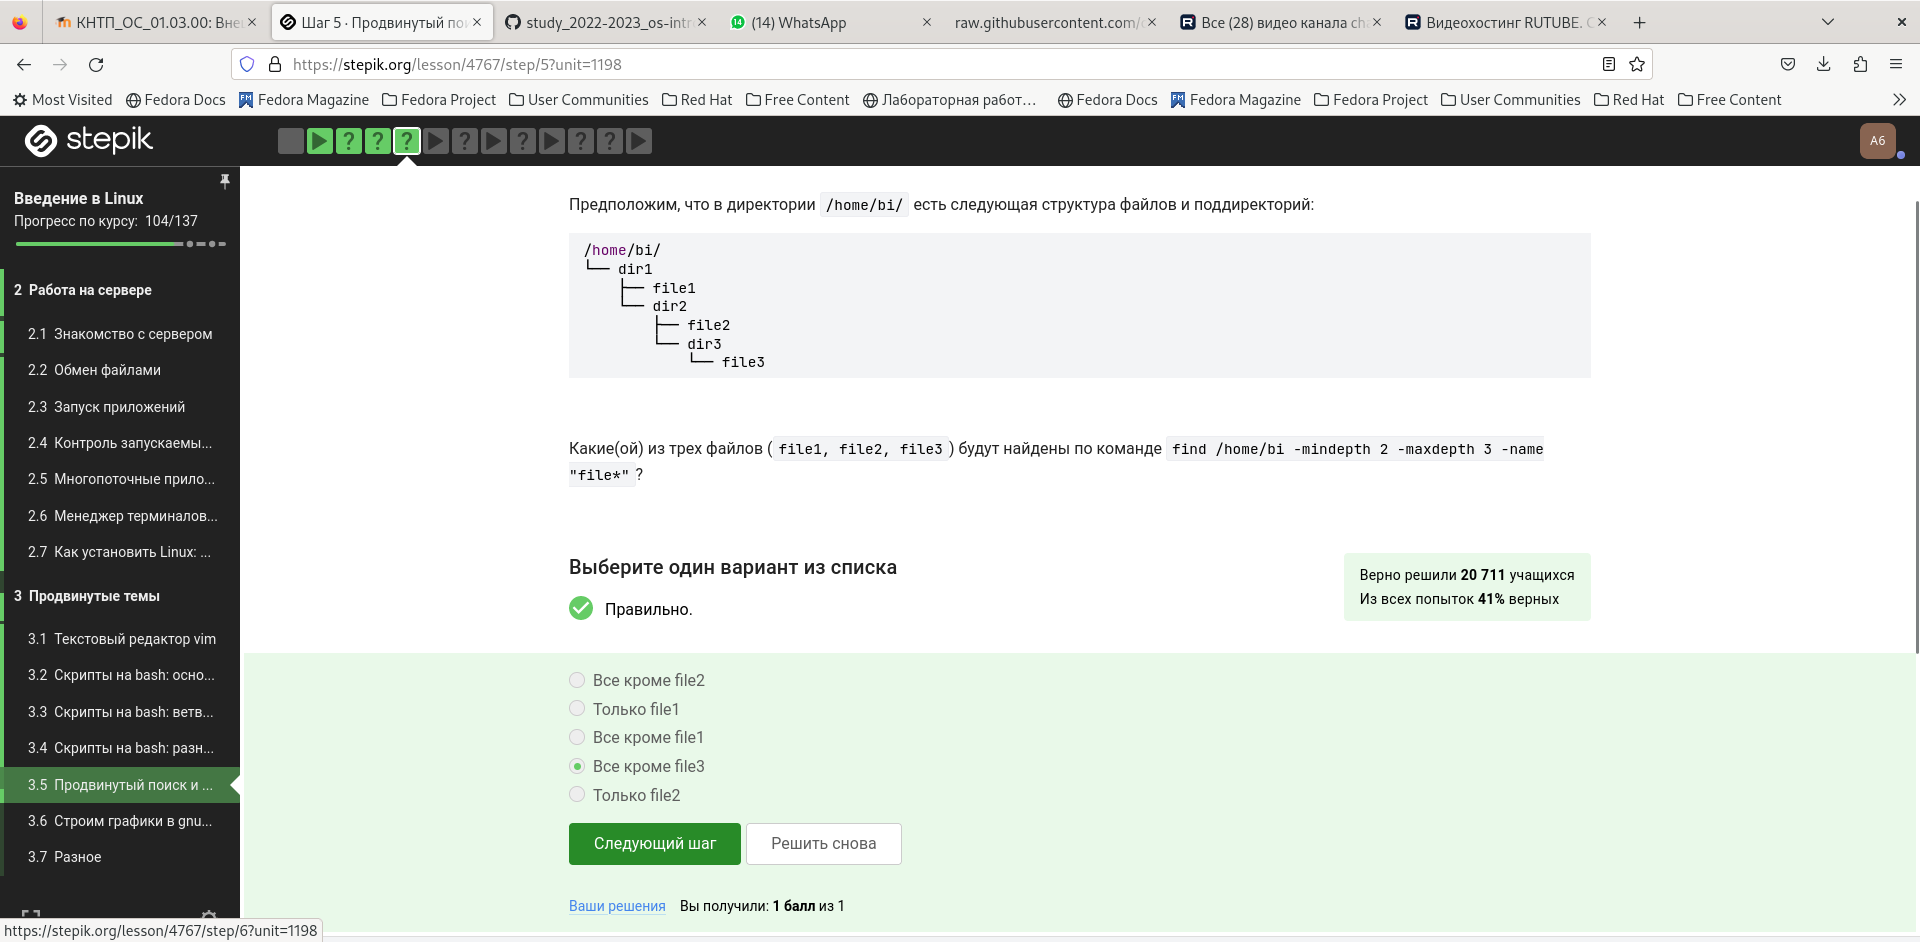 КНТП_ОС_01.03.00: Вне
Шаг 5 · Продвинутый по
study_2022-2023_os-intr
(14) WhatsApp
raw.githubusercontent.com/
Все (28) видео канала
Видеохостинг RUTUBE.
https://stepik.org/lesson/4767/step/5?unit=1198
Most Visited
Fedora Docs
Fedora Magazine
Fedora Project
User Communities
Red Hat
Free Content
Лабораторная работ…
Fedora Docs
Fedora Magazine
Fedora Project
User Communities
Red Hat
Free Content
stepik
A6
Введение в Linux
Прогресс по курсу: 104/137
2 Работа на сервере
2.1 Знакомство с сервером
2.2 Обмен файлами
2.3 Запуск приложений
2.4 Контроль запускаемы...
2.5 Многопоточные прило...
2.6 Менеджер терминалов...
2.7 Как установить Linux: ...
3 Продвинутые темы
3.1 Текстовый редактор vim
3.2 Скрипты на bash: осно...
3.3 Скрипты на bash: ветв...
3.4 Скрипты на bash: разн...
3.5 Продвинутый поиск и ...
3.6 Строим графики в gnu...
3.7 Разное
https://stepik.org/lesson/4767/step/6?unit=1198
Предположим, что в директории /home/bi/ есть следующая структура файлов и поддиректорий:
/home/bi/
└── dir1
├── file1
└── dir2
├── file2
└── dir3
└── file3
Какие(ой) из трех файлов (file1, file2, file3) будут найдены по команде find /home/bi -mindepth 2 -maxdepth 3 -name
"file*"?
Выберите один вариант из списка
Правильно.
Верно решили 20 711 учащихся
Из всех попыток 41% верных
Все кроме file2
Только file1
Все кроме file1
Все кроме file3
Только file2
Следующий шаг
Решить снова
Ваши решения Вы получили: 1 балл из 1